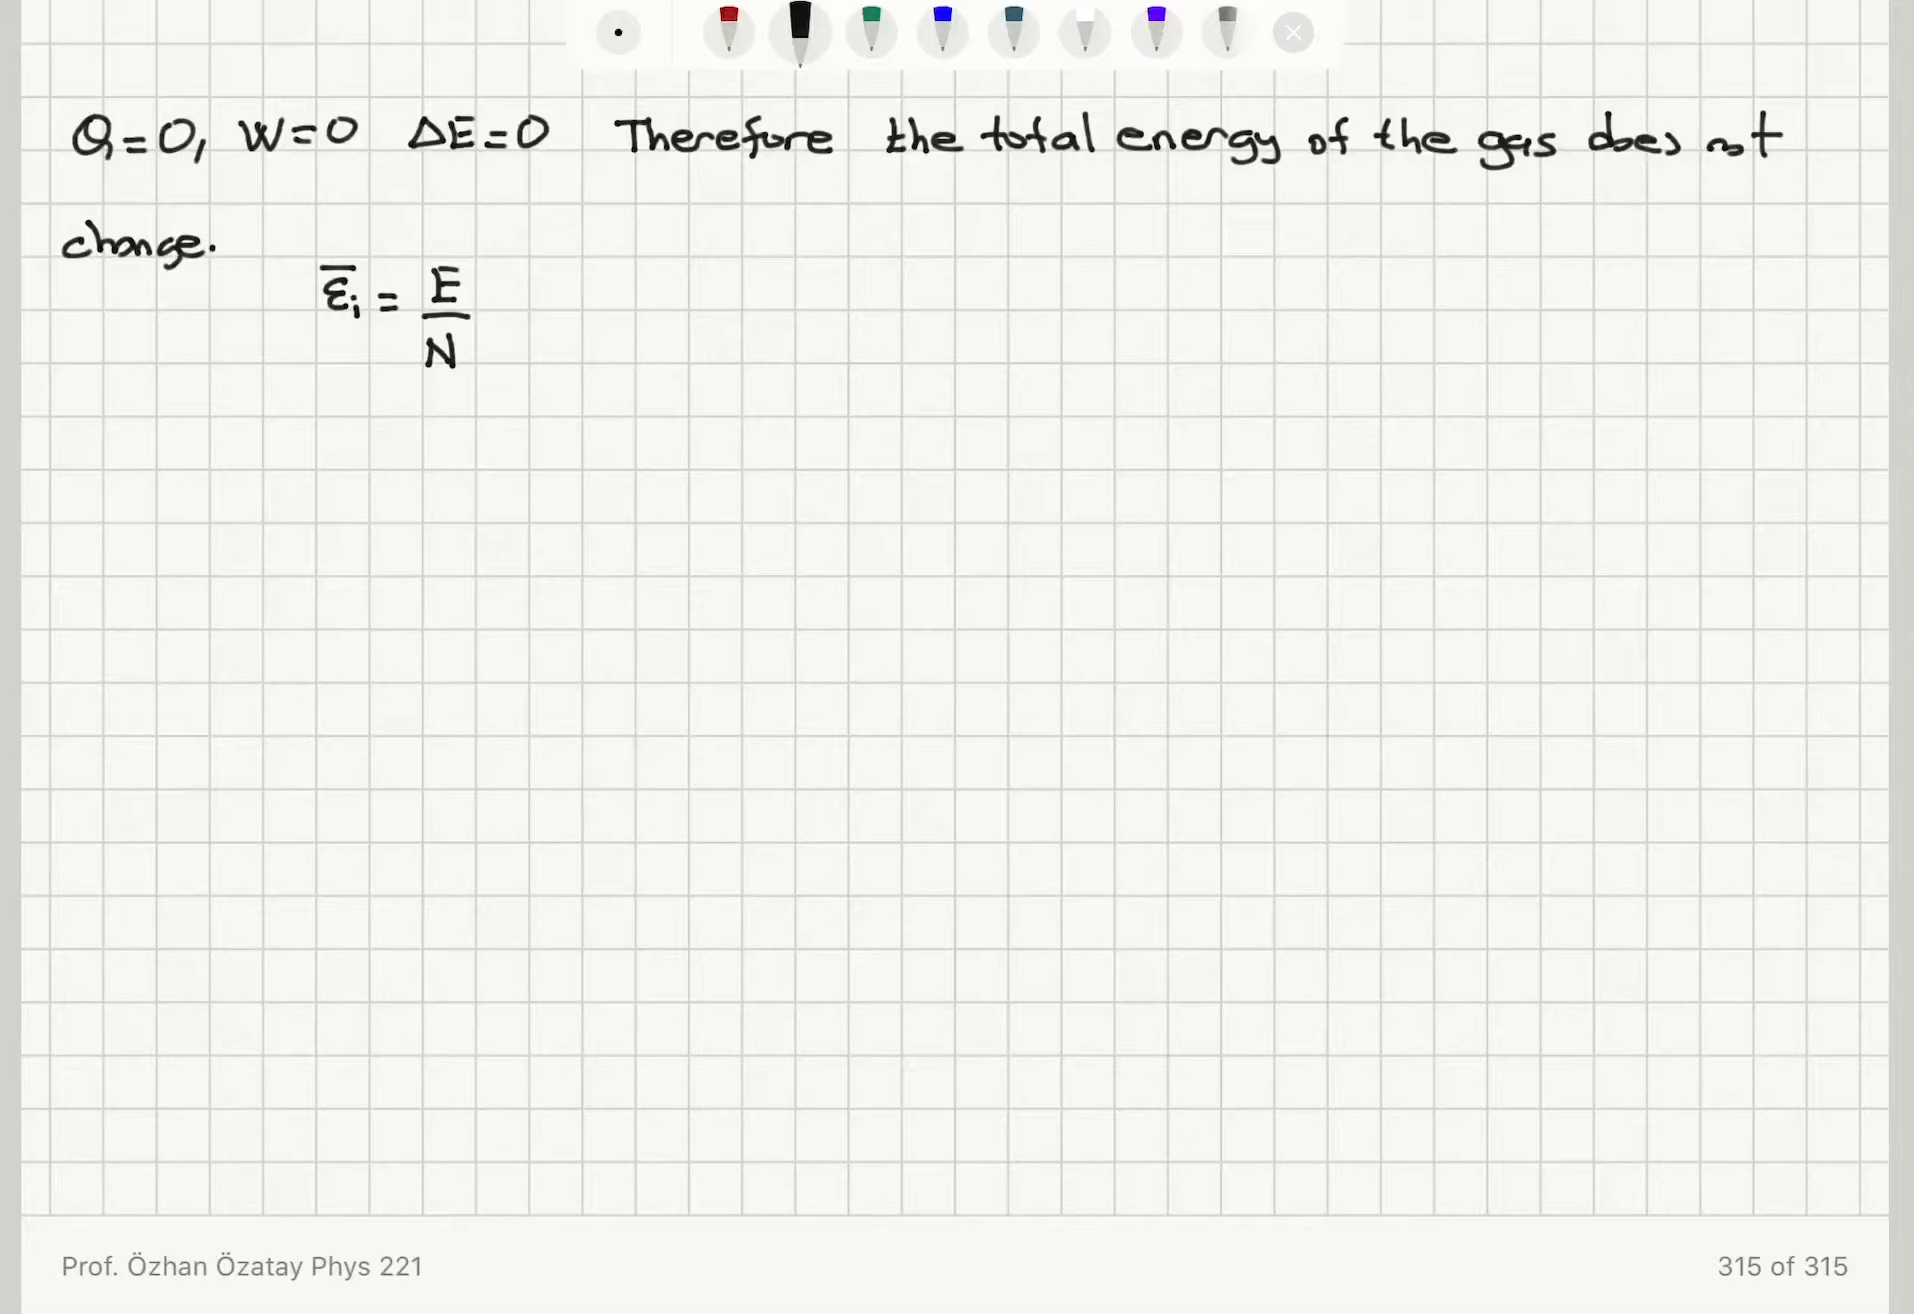 Q=0, W=0 ΔE=0 Therefore the total energy of the gas does not
change.
ε̄ᵢ = E/N
Prof. Özhan Özatay Phys 221
315 of 315